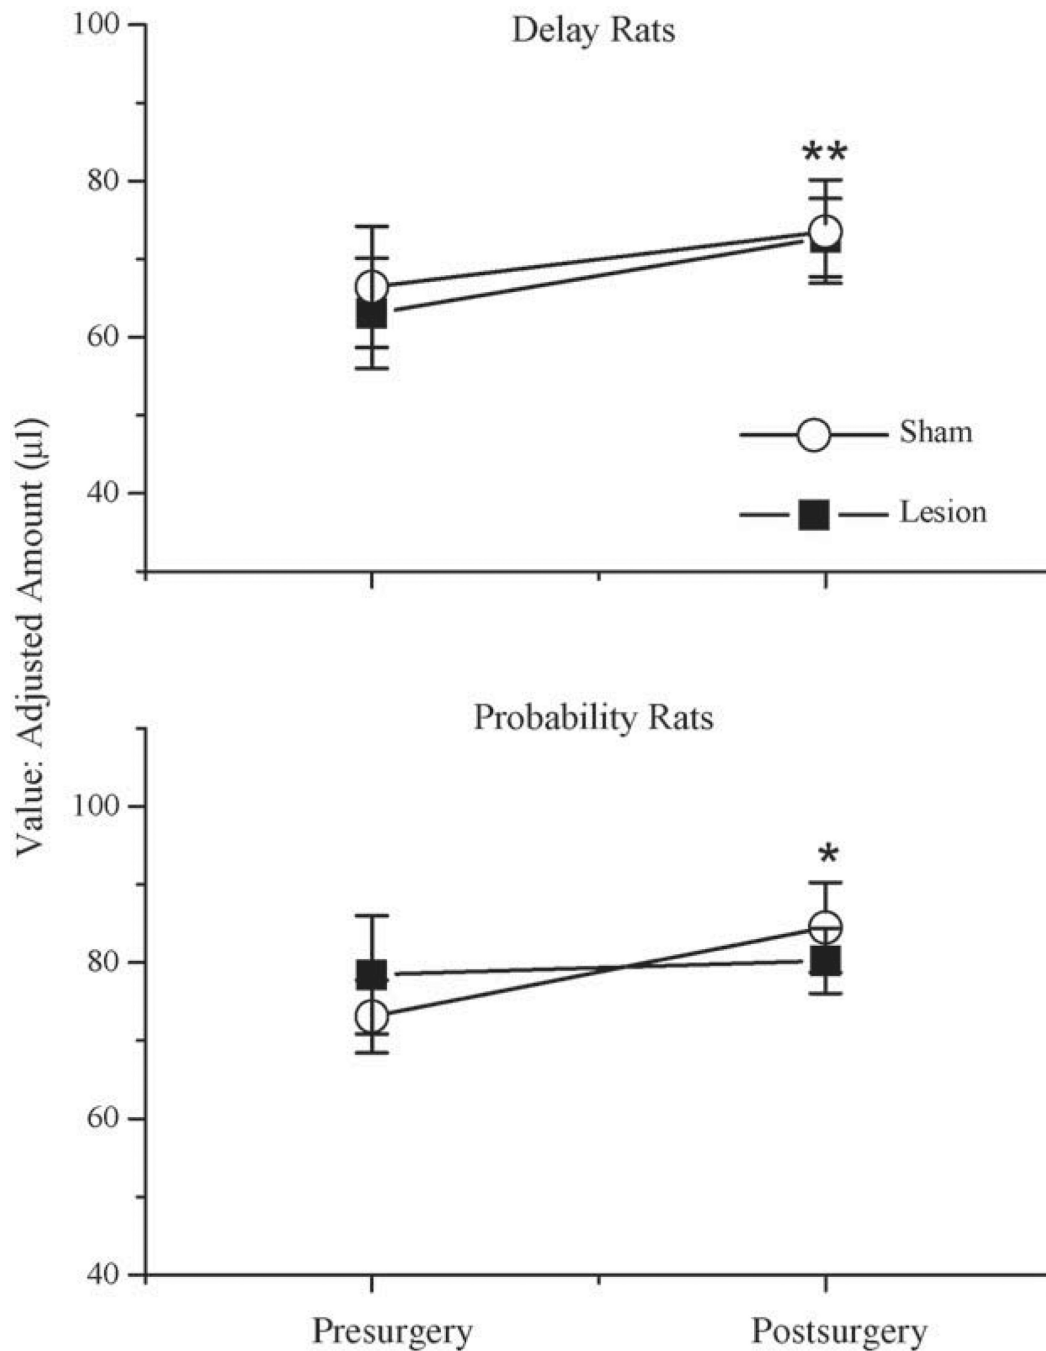 Delay Rats
100
80
60
40
**
Sham
Lesion
Value: Adjusted Amount (µl)
Probability Rats
100
80
60
40
*
Presurgery Postsurgery